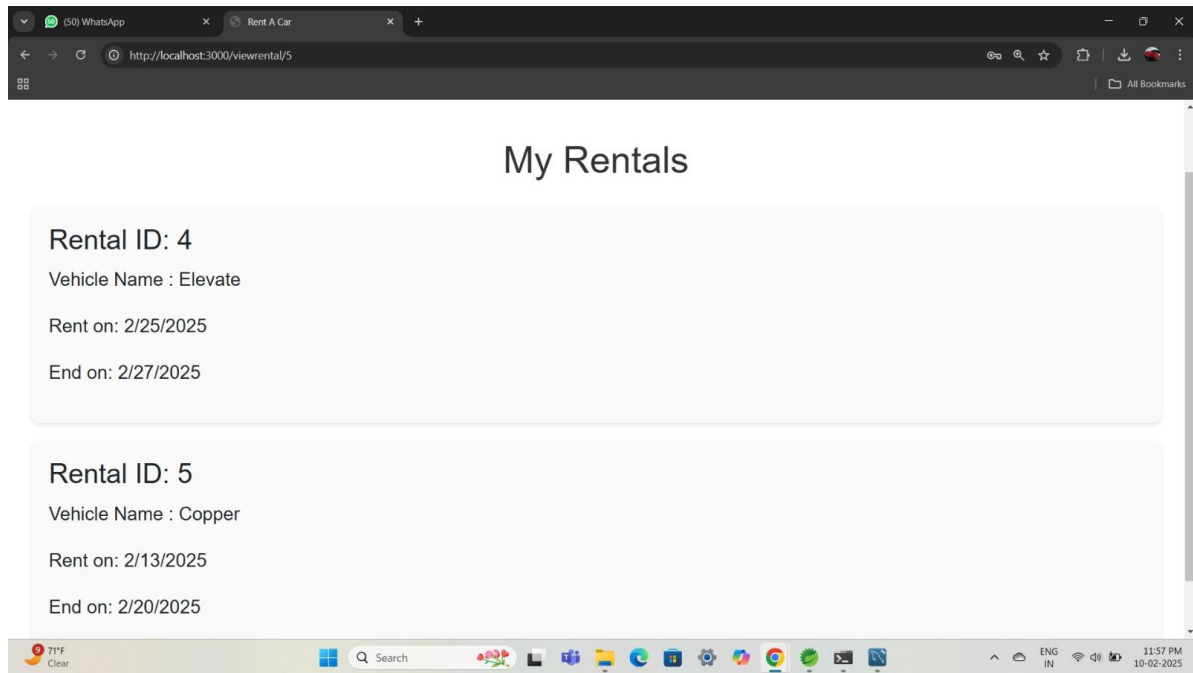 (50) WhatsApp
Rent A Car
http://localhost:3000/viewrental/5
All Bookmarks
My Rentals
Rental ID: 4
Vehicle Name : Elevate
Rent on: 2/25/2025
End on: 2/27/2025
Rental ID: 5
Vehicle Name : Copper
Rent on: 2/13/2025
End on: 2/20/2025
9
71°F
Clear
Search
ENG
IN
11:57 PM
10-02-2025